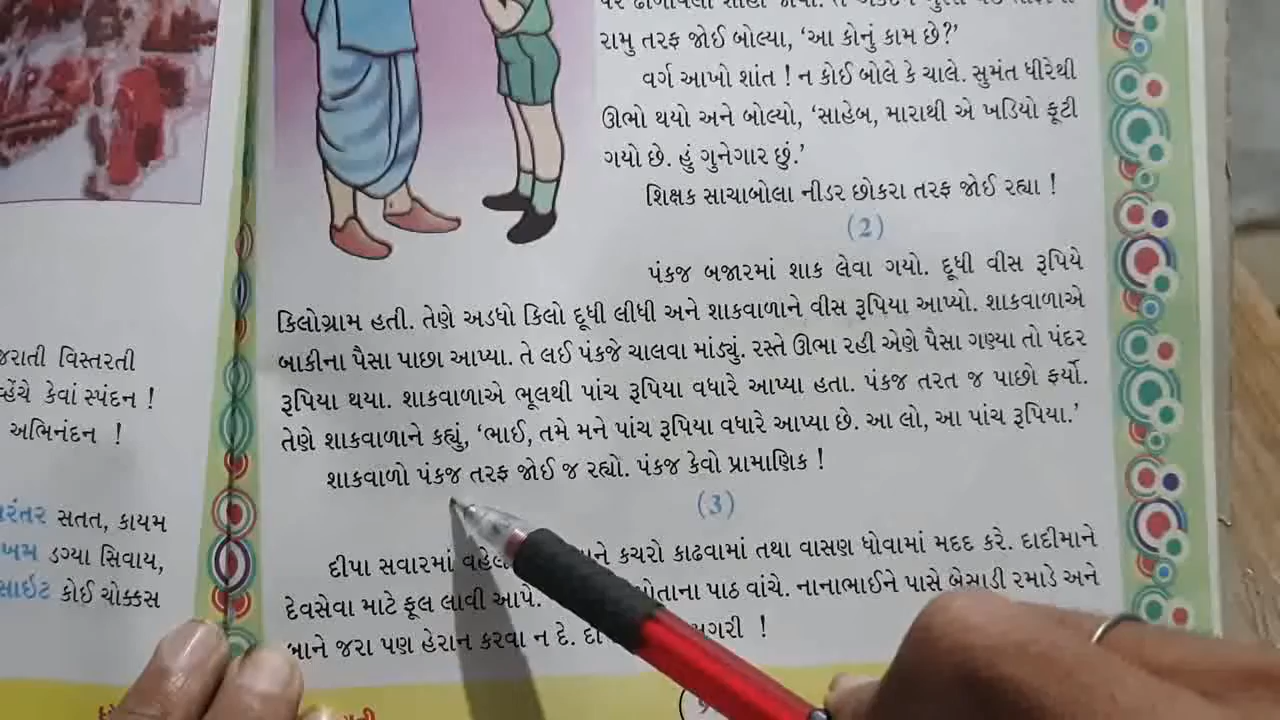 રામુ તરફ જોઈ બોલ્યા, ‘આ કોનું કામ છે?’
વર્ગ આખો શાંત ! ન કોઈ બોલે કે ચાલે. સુમંત ધીરેથી
ઊભો થયો અને બોલ્યો, ‘સાહેબ, મારાથી એ ખડિયો ફૂટી
ગયો છે. હું ગુનેગાર છું.’
શિક્ષક સાચાબોલા નીડર છોકરા તરફ જોઈ રહ્યા !
(2)
પંકજ બજારમાં શાક લેવા ગયો. દૂધી વીસ રૂપિયે
કિલોગ્રામ હતી. તેણે અડધો કિલો દૂધી લીધી અને શાકવાળાને વીસ રૂપિયા આપ્યો. શાકવાળાએ
બાકીના પૈસા પાછા આપ્યા. તે લઈ પંકજે ચાલવા માંડ્યું. રસ્તે ઊભા રહી એણે પૈસા ગણ્યા તો પંદર
રૂપિયા થયા. શાકવાળાએ ભૂલથી પાંચ રૂપિયા વધારે આપ્યા હતા. પંકજ તરત જ પાછો ફર્યો.
તેણે શાકવાળાને કહ્યું, ‘ભાઈ, તમે મને પાંચ રૂપિયા વધારે આપ્યા છે. આ લો, આ પાંચ રૂપિયા.’
શાકવાળો પંકજ તરફ જોઈ જ રહ્યો. પંકજ કેવો પ્રામાણિક !
(3)
દીપા સવારમાં કચરો કાઢવામાં તથા વાસણ ધોવામાં મદદ કરે. દાદીમાને
દેવસેવા માટે ફૂલ લાવી આપે. પોતાના પાઠ વાંચે. નાનાભાઈને પાસે બેસાડી રમાડે અને
બાને જરા પણ હેરાન કરવા ન દે.
વિસ્તરતી
કેવાં સ્પંદન !
અભિનંદન !
સતત, કાયમ
ડગ્યા સિવાય,
કોઈ ચોક્કસ